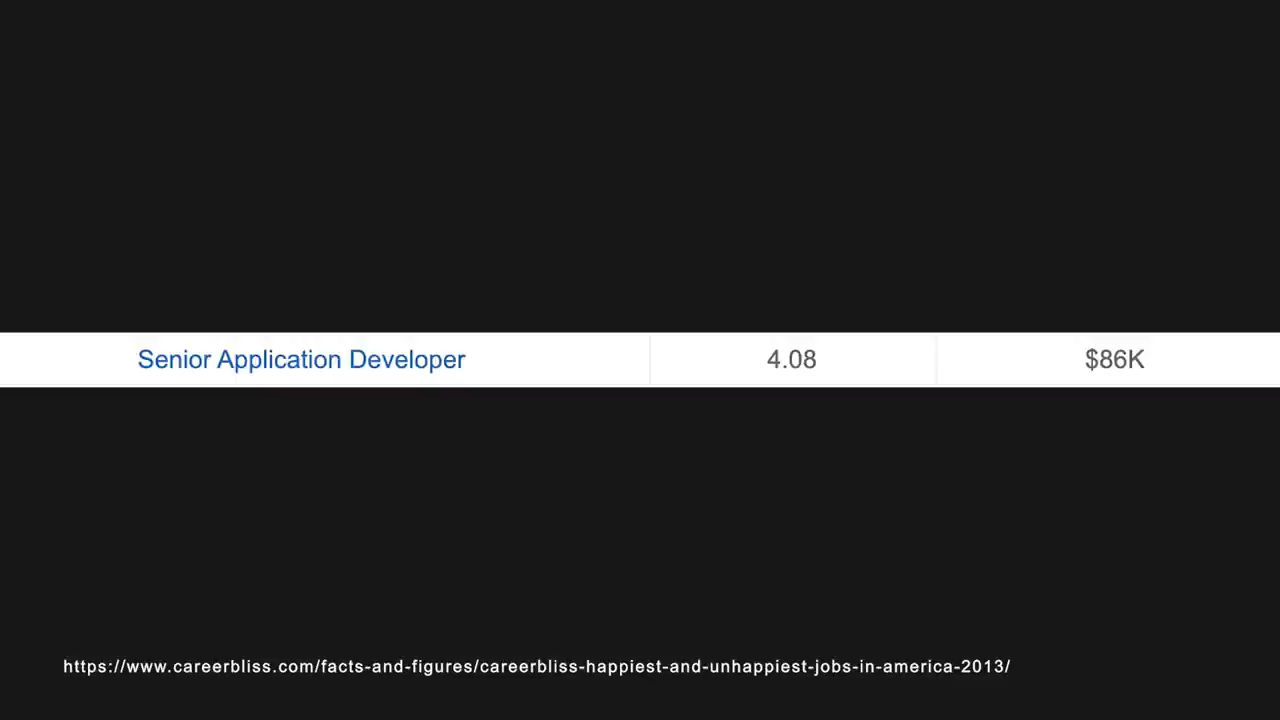 Senior Application Developer 4.08 $86K
https://www.careerbliss.com/facts-and-figures/careerbliss-happiest-and-unhappiest-jobs-in-america-2013/